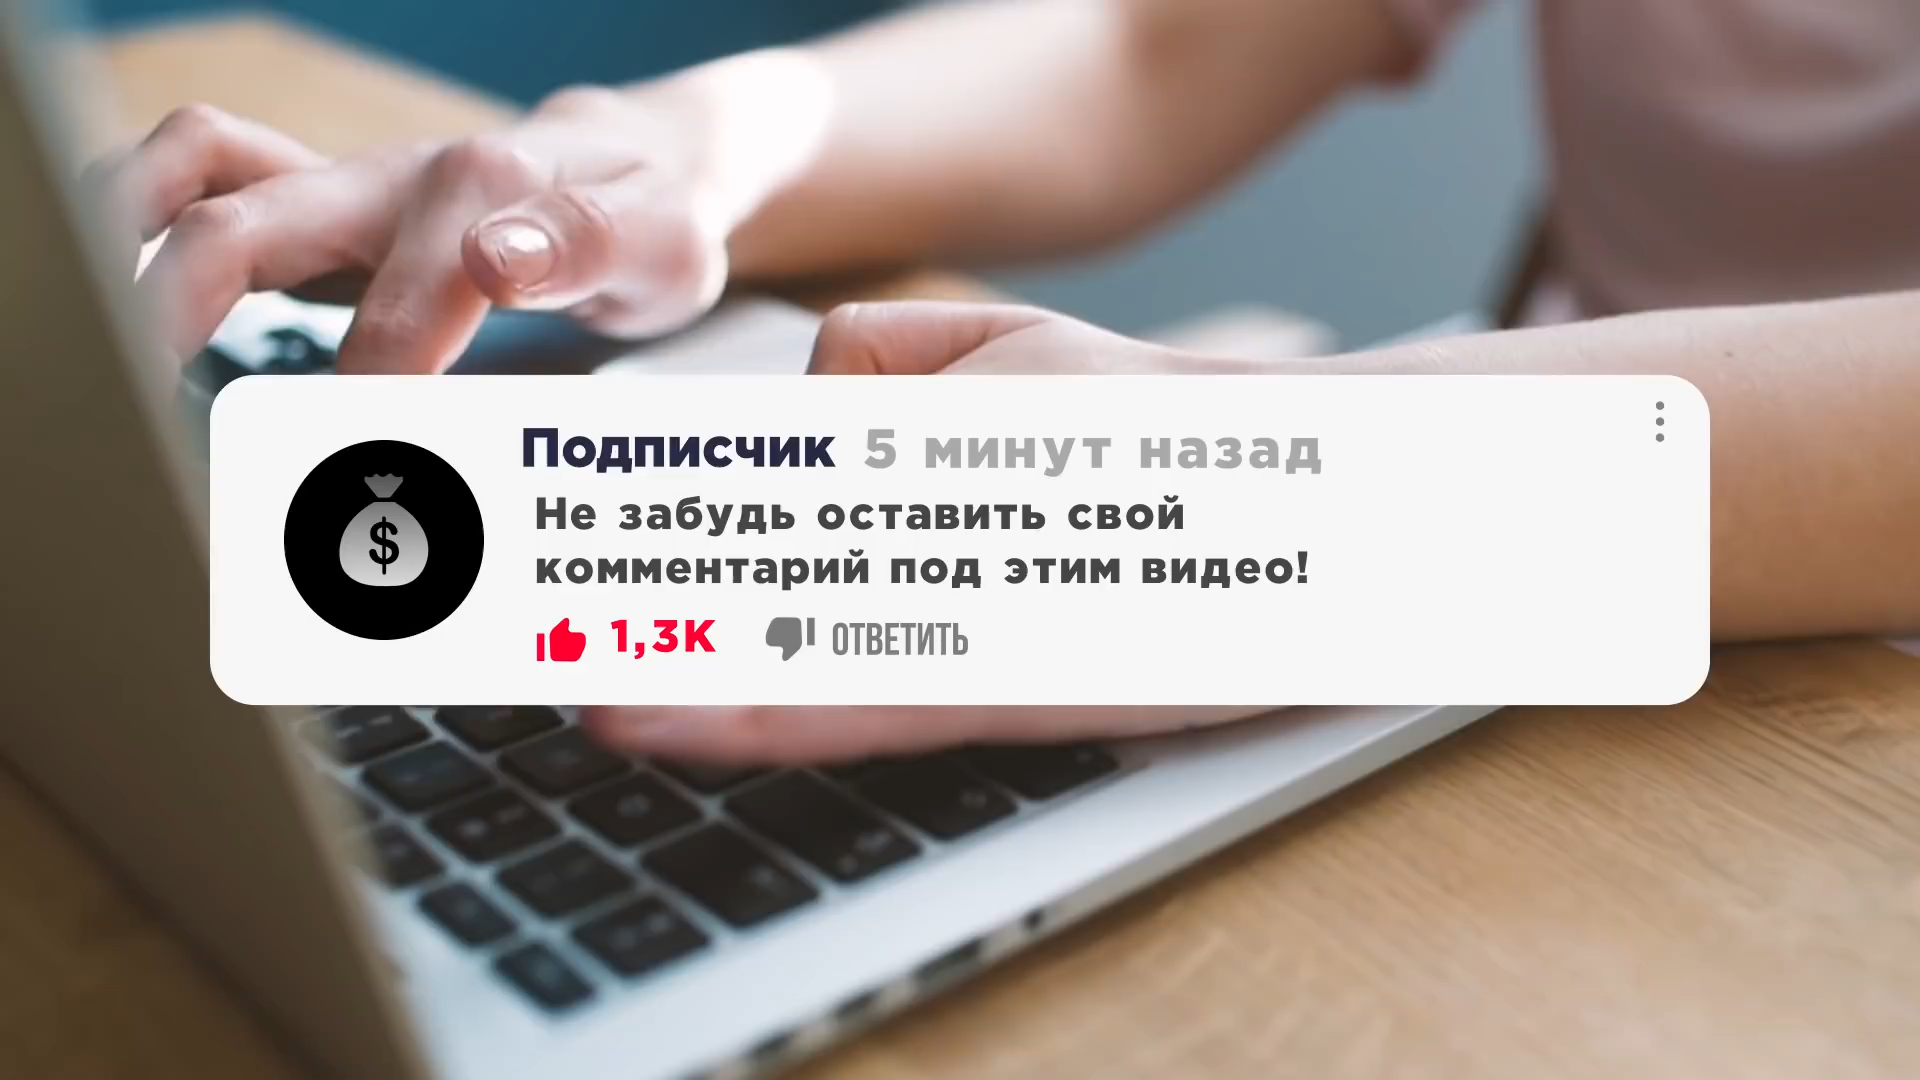 Подписчик 5 минут назад
Не забудь оставить свой
комментарий под этим видео!
1,3K ОТВЕТИТЬ
$